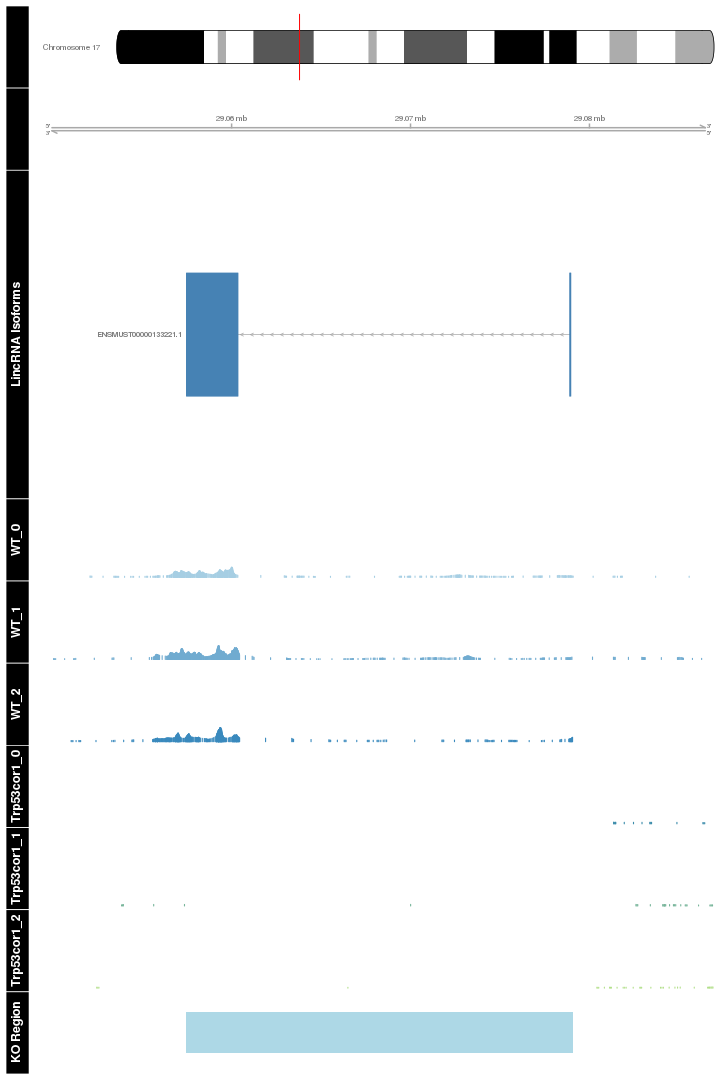 Chromosome 17
29.06 mb
29.07 mb
29.08 mb
5'
3'
3'
5'
LincRNA Isoforms
ENSMUST00000133221.1
WT_0
WT_1
WT_2
Trp53cor1_0
Trp53cor1_1
Trp53cor1_2
KO Region